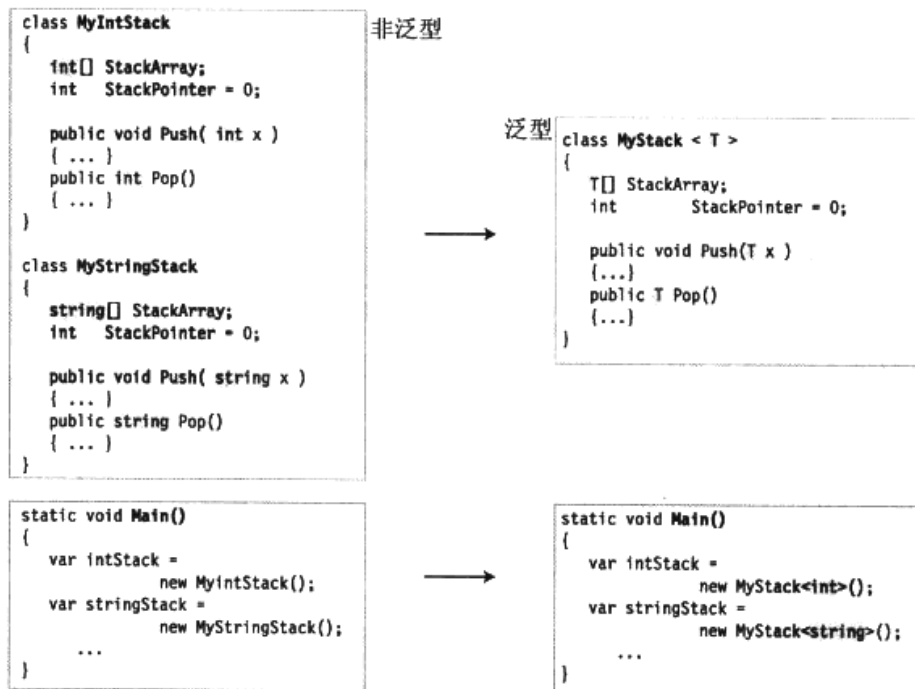 class MyIntStack
{
int[] StackArray;
int StackPointer = 0;
public void Push( int x )
{ ... }
public int Pop()
{ ... }
}
class MyStringStack
{
string[] StackArray;
int StackPointer = 0;
public void Push( string x )
{ ... }
public string Pop()
{ ... }
}
非泛型
泛型
class MyStack < T >
{
T[] StackArray;
int StackPointer = 0;
public void Push(T x )
{...}
public T Pop()
{...}
}
static void Main()
{
var intStack =
new MyintStack();
var stringStack =
new MyStringStack();
...
}
static void Main()
{
var intStack =
new MyStack<int>();
var stringStack =
new MyStack<string>();
...
}